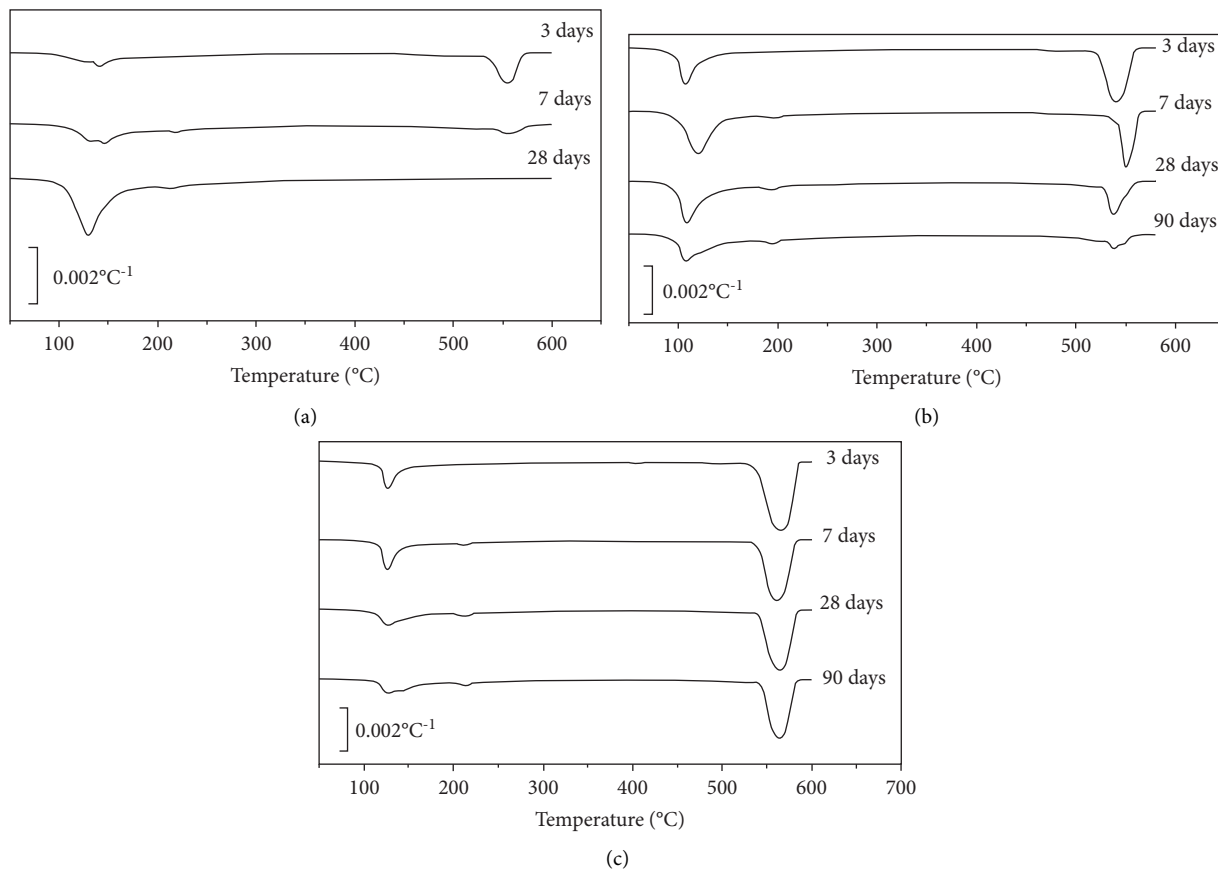 3 days
7 days
28 days
0.002°C-1
100 200 300 400 500 600
Temperature (°C)
(a)
3 days
7 days
28 days
90 days
0.002°C-1
100 200 300 400 500 600
Temperature (°C)
(b)
3 days
7 days
28 days
90 days
0.002°C-1
100 200 300 400 500 600 700
Temperature (°C)
(c)